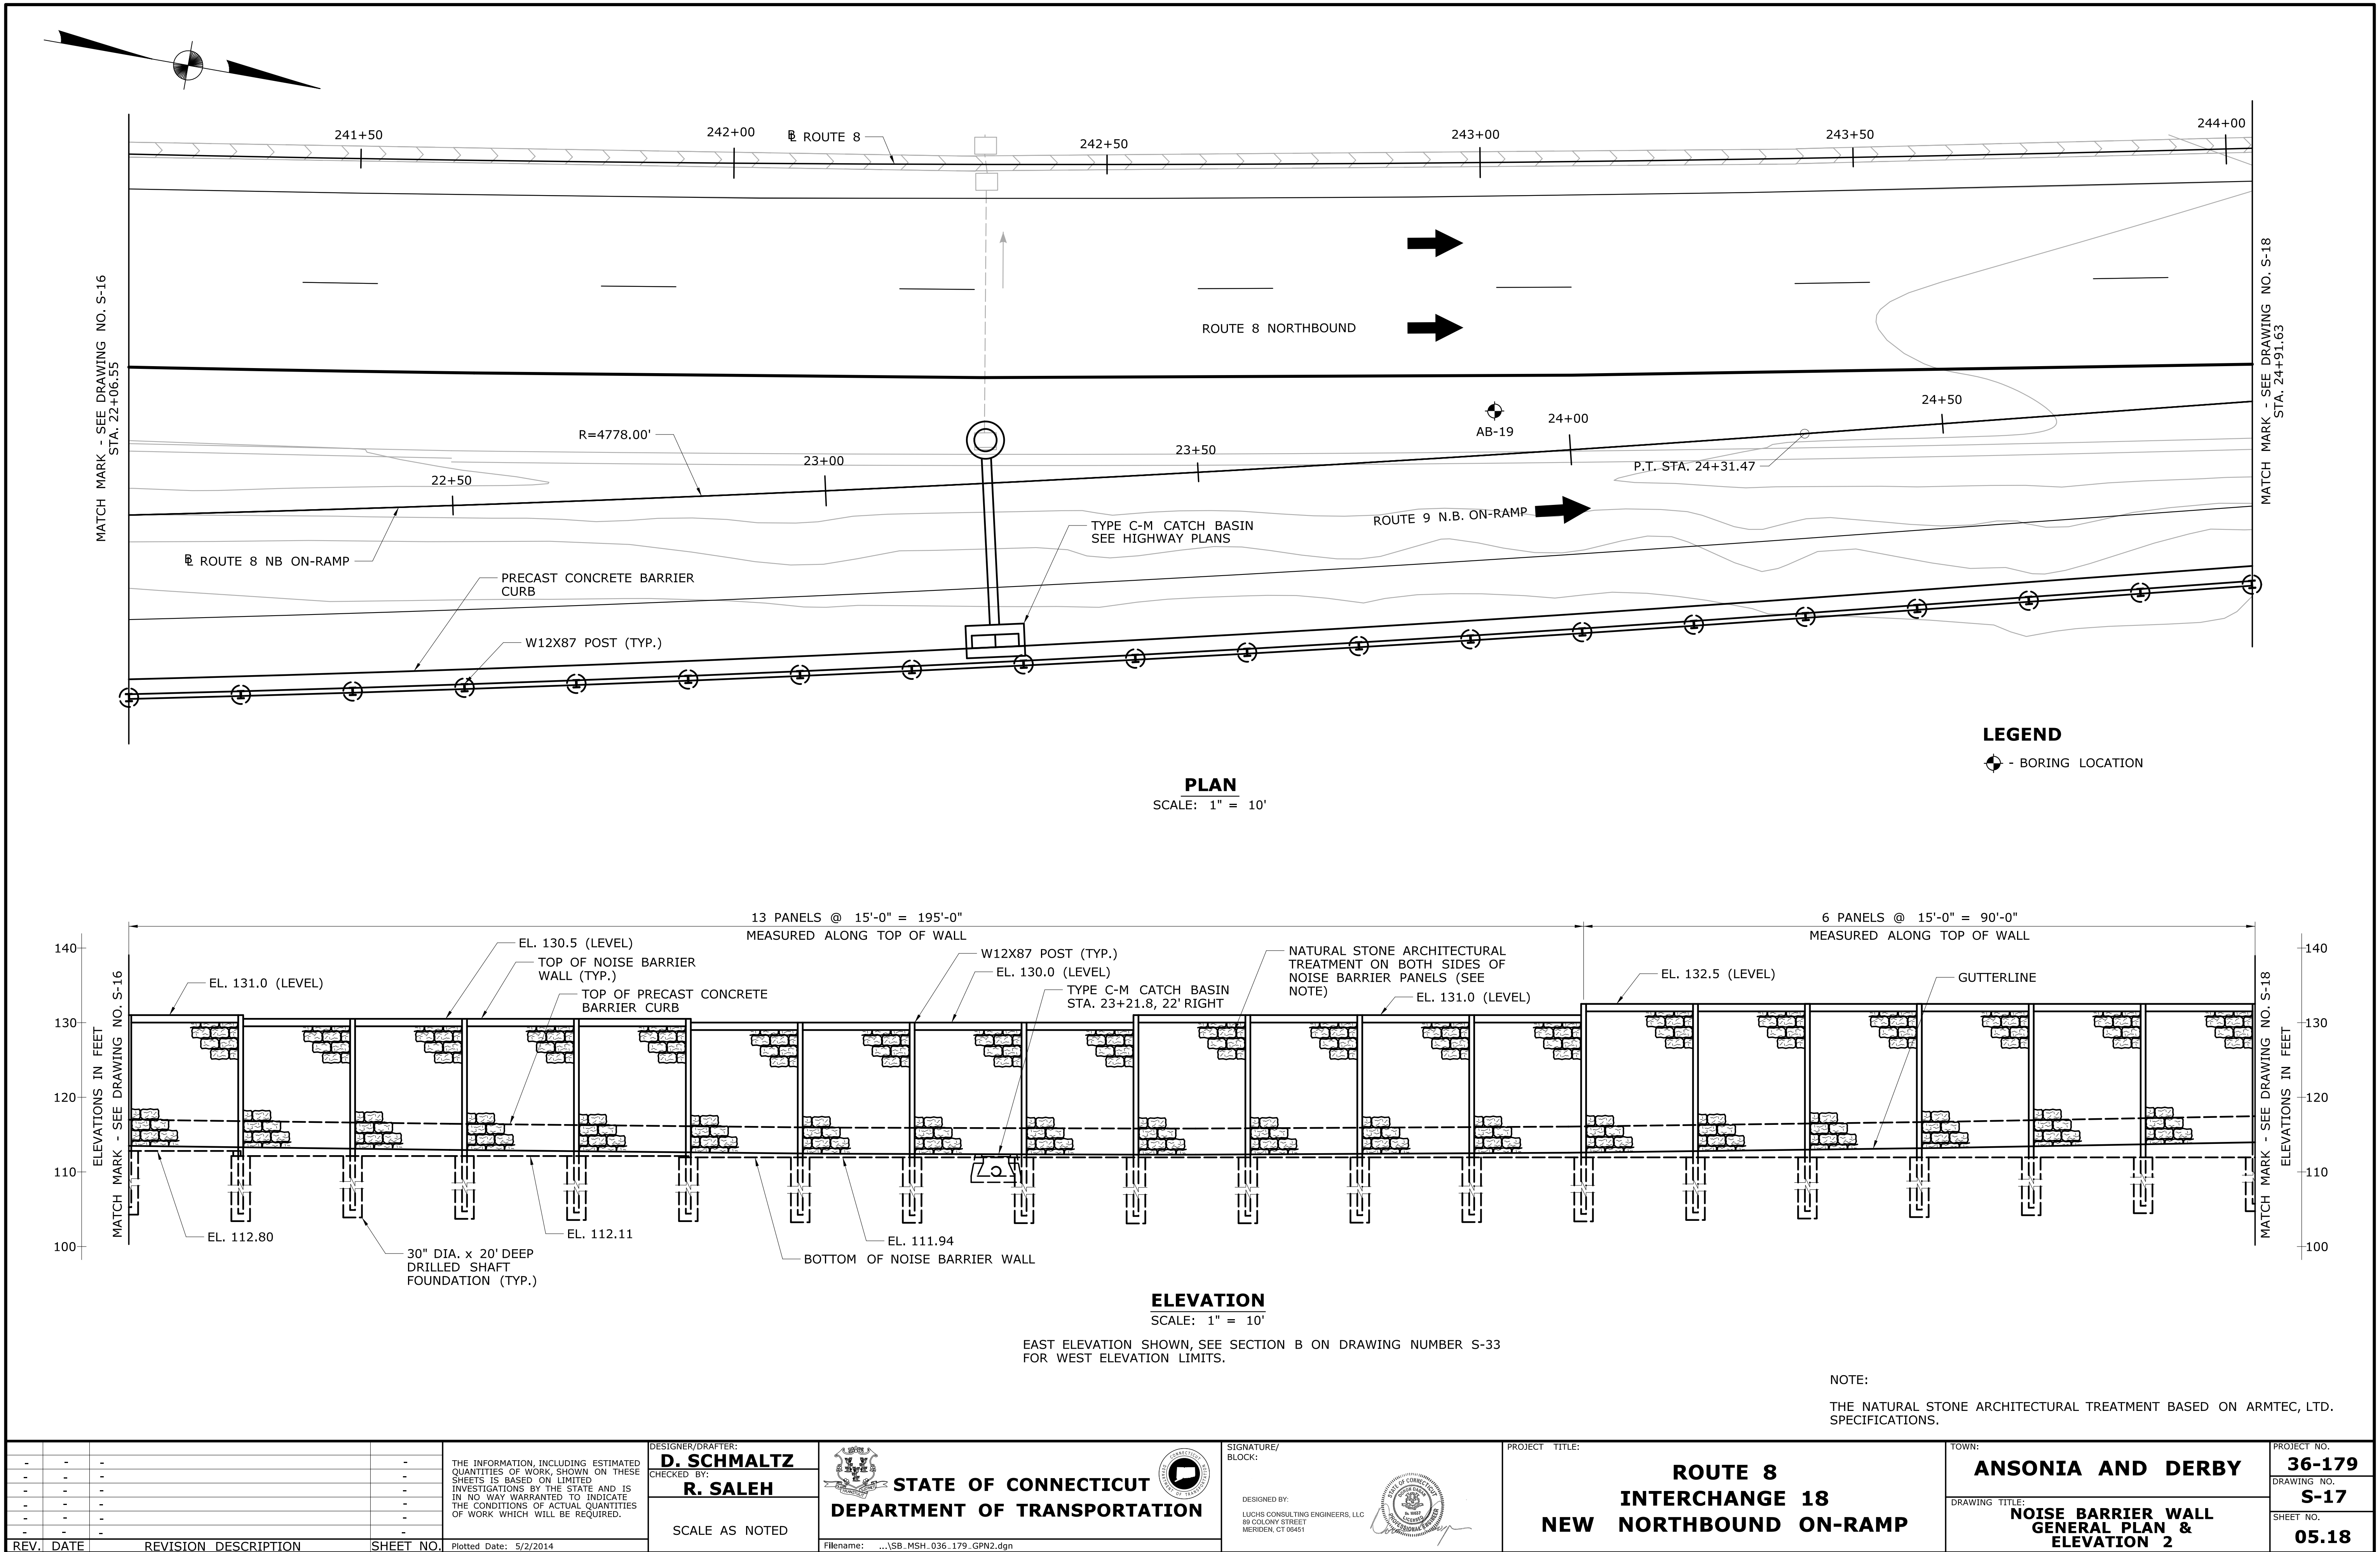 241+50
242+00
℄ ROUTE 8
242+50
243+00
243+50
244+00
MATCH MARK - SEE DRAWING NO. S-16
STA. 22+06.55
MATCH MARK - SEE DRAWING NO. S-18
STA. 24+91.63
ROUTE 8 NORTHBOUND
R=4778.00'
AB-19
24+00
24+50
23+50
23+00
22+50
P.T. STA. 24+31.47
ROUTE 9 N.B. ON-RAMP
TYPE C-M CATCH BASIN
SEE HIGHWAY PLANS
℄ ROUTE 8 NB ON-RAMP
PRECAST CONCRETE BARRIER
CURB
W12X87 POST (TYP.)
LEGEND
- BORING LOCATION
PLAN
SCALE: 1" = 10'
13 PANELS @ 15'-0" = 195'-0"
MEASURED ALONG TOP OF WALL
6 PANELS @ 15'-0" = 90'-0"
MEASURED ALONG TOP OF WALL
140
130
120
110
100
ELEVATIONS IN FEET
MATCH MARK - SEE DRAWING NO. S-16
EL. 131.0 (LEVEL)
EL. 130.5 (LEVEL)
TOP OF NOISE BARRIER
WALL (TYP.)
TOP OF PRECAST CONCRETE
BARRIER CURB
W12X87 POST (TYP.)
EL. 130.0 (LEVEL)
TYPE C-M CATCH BASIN
STA. 23+21.8, 22' RIGHT
NATURAL STONE ARCHITECTURAL
TREATMENT ON BOTH SIDES OF
NOISE BARRIER PANELS (SEE
NOTE)
EL. 131.0 (LEVEL)
EL. 132.5 (LEVEL)
GUTTERLINE
MATCH MARK - SEE DRAWING NO. S-18
ELEVATIONS IN FEET
140
130
120
110
100
C
EL. 112.80
30" DIA. x 20' DEEP
DRILLED SHAFT
FOUNDATION (TYP.)
EL. 112.11
EL. 111.94
BOTTOM OF NOISE BARRIER WALL
ELEVATION
SCALE: 1" = 10'
EAST ELEVATION SHOWN, SEE SECTION B ON DRAWING NUMBER S-33
FOR WEST ELEVATION LIMITS.
NOTE:
THE NATURAL STONE ARCHITECTURAL TREATMENT BASED ON ARMTEC, LTD.
SPECIFICATIONS.
- - - -
- - - -
- - - -
- - - -
- - - -
- - - -
REV. DATE REVISION DESCRIPTION SHEET NO.
THE INFORMATION, INCLUDING ESTIMATED
QUANTITIES OF WORK, SHOWN ON THESE
SHEETS IS BASED ON LIMITED
INVESTIGATIONS BY THE STATE AND IS
IN NO WAY WARRANTED TO INDICATE
THE CONDITIONS OF ACTUAL QUANTITIES
OF WORK WHICH WILL BE REQUIRED.
Plotted Date: 5/2/2014
DESIGNER/DRAFTER:
D. SCHMALTZ
CHECKED BY:
R. SALEH
SCALE AS NOTED
STATE OF CONNECTICUT
DEPARTMENT OF TRANSPORTATION
Filename: ...\SB_MSH_036_179_GPN2.dgn
SIGNATURE/
BLOCK:
DESIGNED BY:
LUCHS CONSULTING ENGINEERS, LLC
89 COLONY STREET
MERIDEN, CT 06451
STATE OF CONNECTICUT
LICENSED
PROFESSIONAL ENGINEER
PROJECT TITLE:
ROUTE 8
INTERCHANGE 18
NEW NORTHBOUND ON-RAMP
TOWN:
ANSONIA AND DERBY
DRAWING TITLE:
NOISE BARRIER WALL
GENERAL PLAN &
ELEVATION 2
PROJECT NO.
36-179
DRAWING NO.
S-17
SHEET NO.
05.18